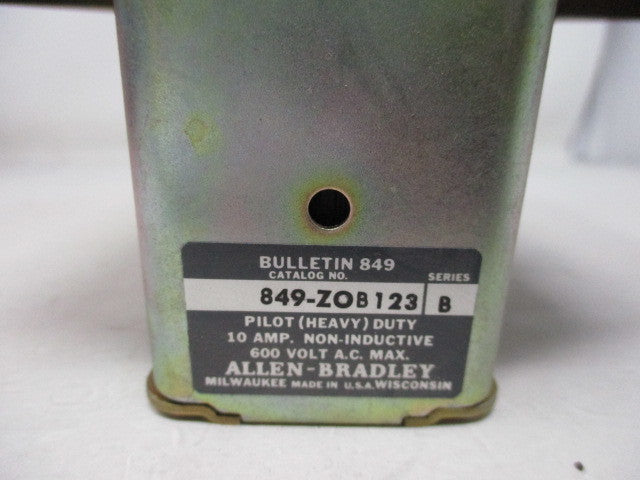 BULLETIN 849
CATALOG NO. SERIES
849-ZOB123 B
PILOT (HEAVY) DUTY
10 AMP. NON-INDUCTIVE
600 VOLT A.C. MAX.
ALLEN-BRADLEY
MILWAUKEE MADE IN U.S.A. WISCONSIN